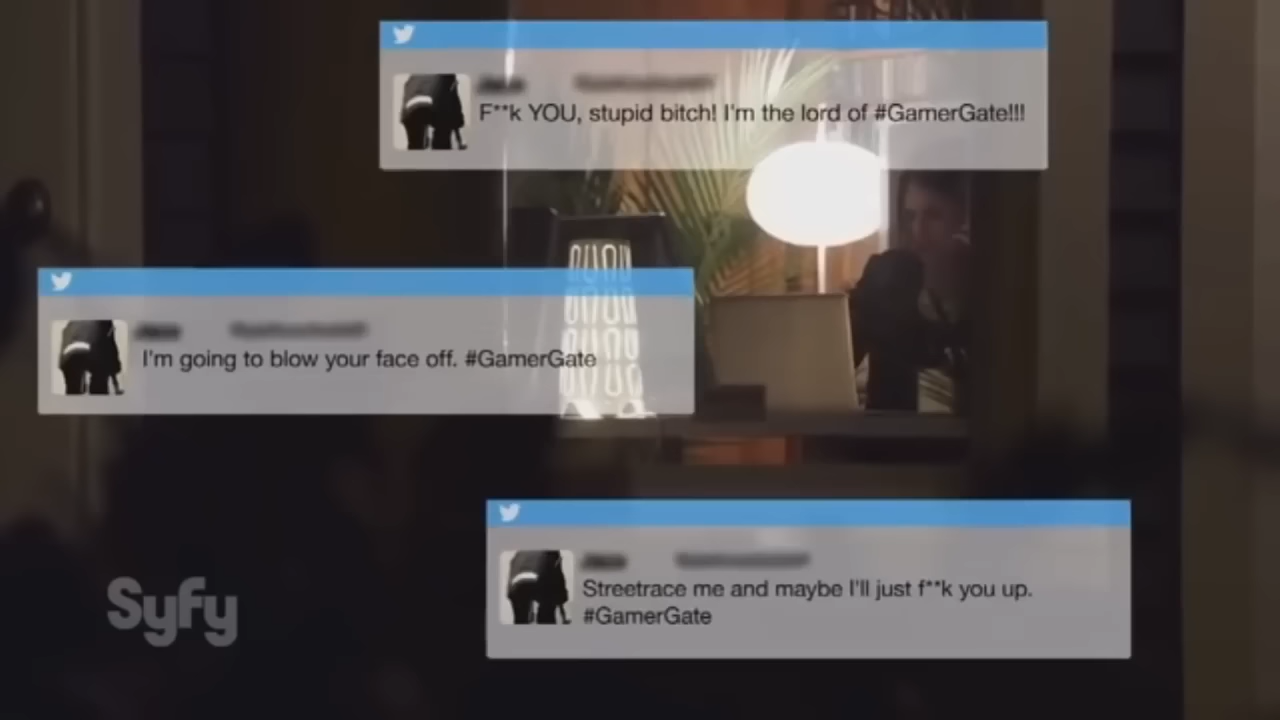 F**k YOU, stupid bitch! I'm the lord of #GamerGate!!!
I'm going to blow your face off. #GamerGate
Streetrace me and maybe I'll just f**k you up.
#GamerGate
Syfy